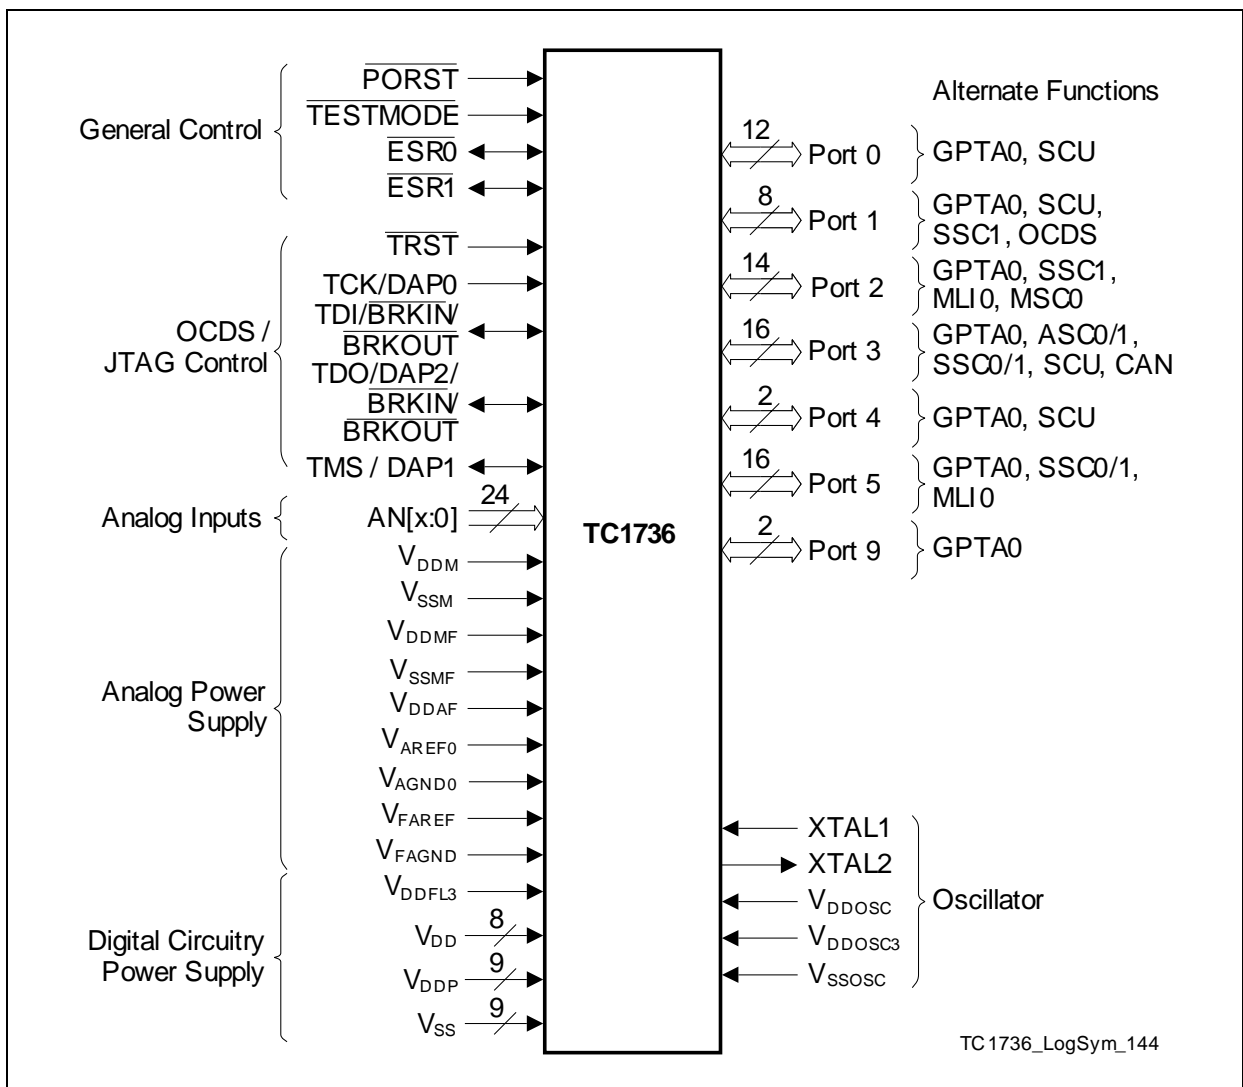 General Control
PORST
TESTMODE
ESR0
ESR1
OCDS /
JTAG Control
TRST
TCK/DAP0
TDI/BRKIN/
BRKOUT
TDO/DAP2/
BRKIN/
BRKOUT
TMS / DAP1
Analog Inputs
AN[x:0]
24
Analog Power
Supply
VDDM
VSSM
VDDMF
VSSMF
VDDAF
VAREF0
VAGND0
VFAREF
VFAGND
Digital Circuitry
Power Supply
VDDFL3
VDD
8
VDDP
9
VSS
9
TC1736
Alternate Functions
12
Port 0
GPTA0, SCU
8
Port 1
GPTA0, SCU,
SSC1, OCDS
14
Port 2
GPTA0, SSC1,
MLI0, MSC0
16
Port 3
GPTA0, ASC0/1,
SSC0/1, SCU, CAN
2
Port 4
GPTA0, SCU
16
Port 5
GPTA0, SSC0/1,
MLI0
2
Port 9
GPTA0
XTAL1
XTAL2
VDDOSC
VDDOSC3
VSSOSC
Oscillator
TC1736_LogSym_144